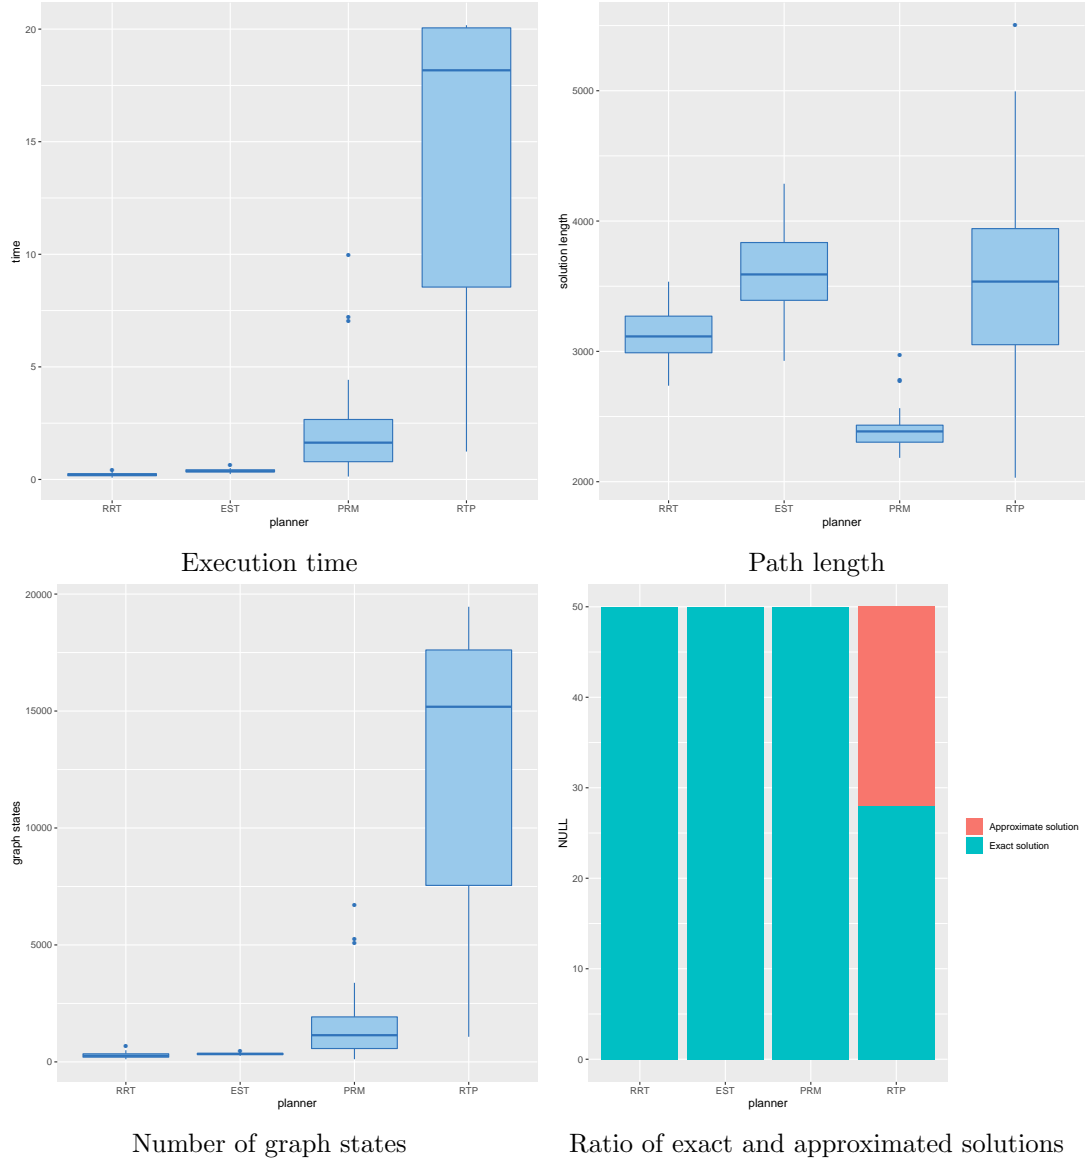 20
15
10
5
0
time
RRT
EST
PRM
RTP
planner
Execution time
5000
4000
3000
2000
solution length
RRT
EST
PRM
RTP
planner
Path length
20000
15000
10000
5000
0
graph states
RRT
EST
PRM
RTP
planner
Number of graph states
50
40
30
20
10
0
NULL
RRT
EST
PRM
RTP
planner
Approximate solution
Exact solution
Ratio of exact and approximated solutions